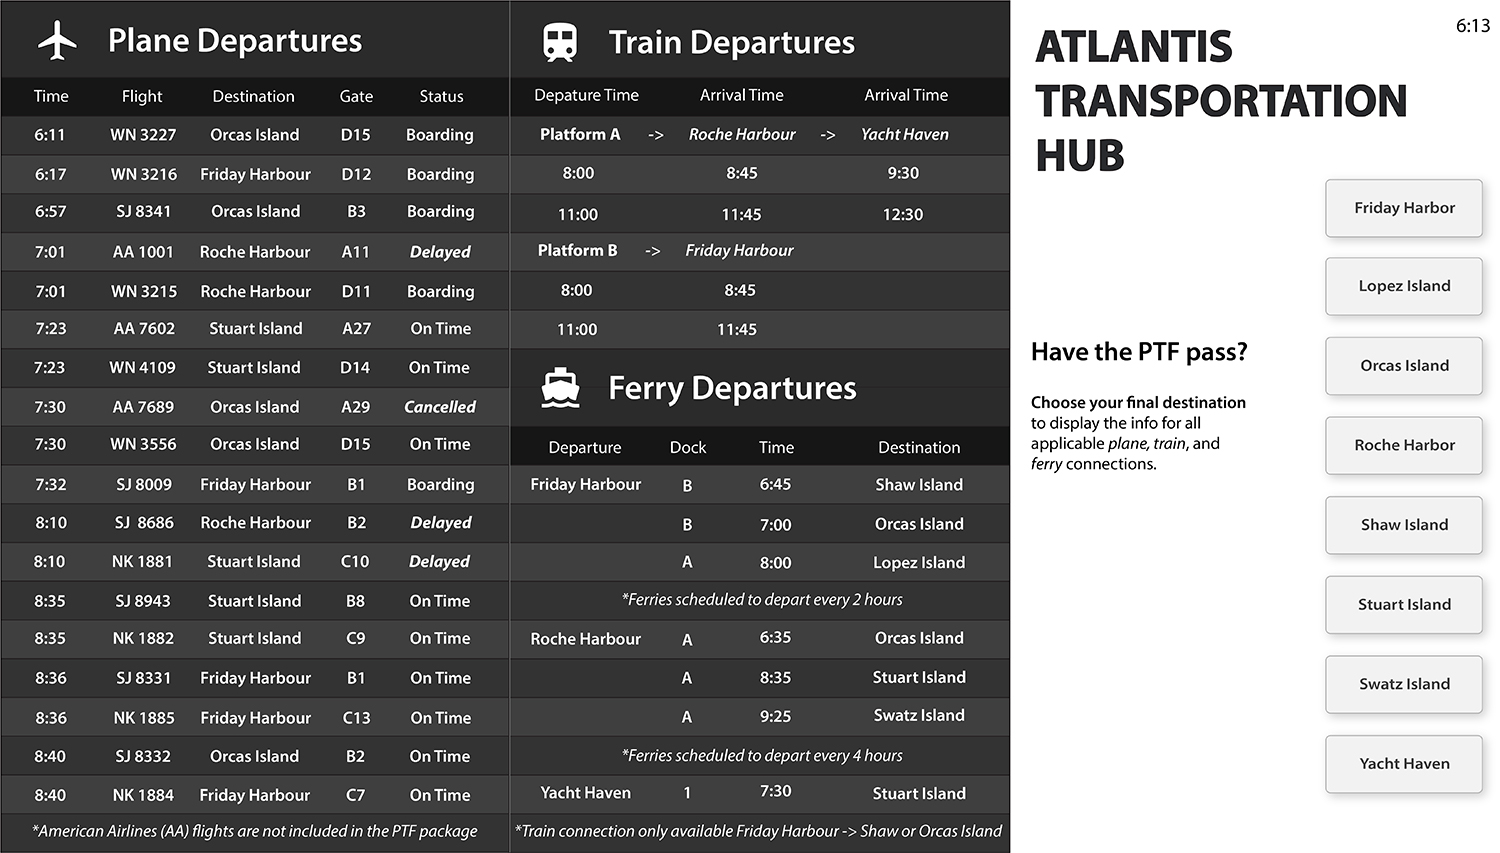 Plane Departures
Time Flight Destination Gate Status
6:11 WN 3227 Orcas Island D15 Boarding
6:17 WN 3216 Friday Harbour D12 Boarding
6:57 SJ 8341 Orcas Island B3 Boarding
7:01 AA 1001 Roche Harbour A11 Delayed
7:01 WN 3215 Roche Harbour D11 Boarding
7:23 AA 7602 Stuart Island A27 On Time
7:23 WN 4109 Stuart Island D14 On Time
7:30 AA 7689 Orcas Island A29 Cancelled
7:30 WN 3556 Orcas Island D15 On Time
7:32 SJ 8009 Friday Harbour B1 Boarding
8:10 SJ 8686 Roche Harbour B2 Delayed
8:10 NK 1881 Stuart Island C10 Delayed
8:35 SJ 8943 Stuart Island B8 On Time
8:35 NK 1882 Stuart Island C9 On Time
8:36 SJ 8331 Friday Harbour B1 On Time
8:36 NK 1885 Friday Harbour C13 On Time
8:40 SJ 8332 Orcas Island B2 On Time
8:40 NK 1884 Friday Harbour C7 On Time
*American Airlines (AA) flights are not included in the PTF package
Train Departures
Depature Time Arrival Time Arrival Time
Platform A -> Roche Harbour -> Yacht Haven
8:00 8:45 9:30
11:00 11:45 12:30
Platform B -> Friday Harbour
8:00 8:45
11:00 11:45
Ferry Departures
Departure Dock Time Destination
Friday Harbour B 6:45 Shaw Island
B 7:00 Orcas Island
A 8:00 Lopez Island
*Ferries scheduled to depart every 2 hours
Roche Harbour A 6:35 Orcas Island
A 8:35 Stuart Island
A 9:25 Swatz Island
*Ferries scheduled to depart every 4 hours
Yacht Haven 1 7:30 Stuart Island
*Train connection only available Friday Harbour -> Shaw or Orcas Island
6:13
ATLANTIS
TRANSPORTATION
HUB
Have the PTF pass?
Choose your final destination
to display the info for all
applicable plane, train, and
ferry connections.
Friday Harbor
Lopez Island
Orcas Island
Roche Harbor
Shaw Island
Stuart Island
Swatz Island
Yacht Haven